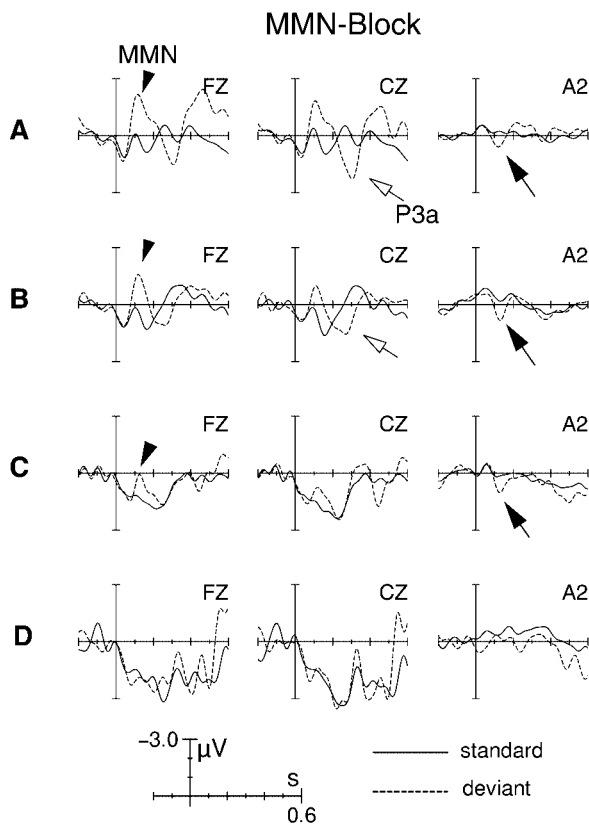 MMN-Block
MMN
FZ
CZ
A2
A
P3a
FZ
CZ
A2
B
FZ
CZ
A2
C
FZ
CZ
A2
D
−3.0
µV
s
0.6
standard
deviant